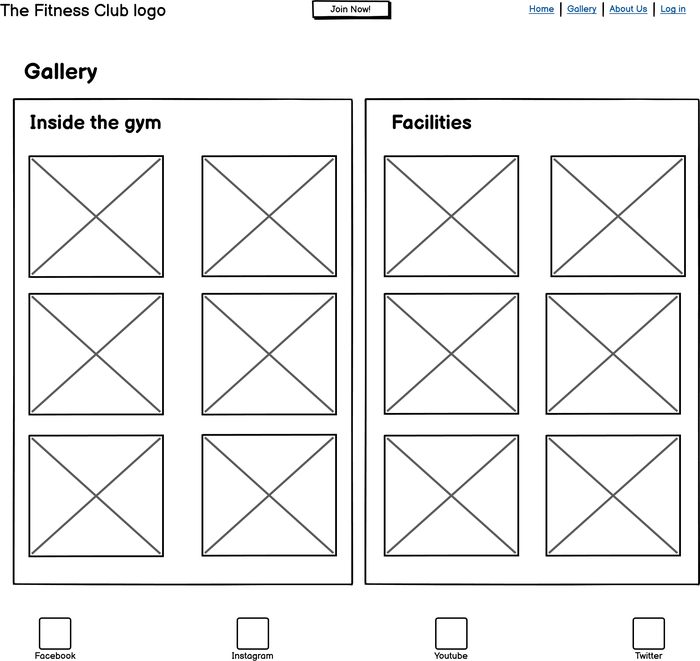 The Fitness Club logo
Join Now!
Home | Gallery | About Us | Log in
Gallery
Inside the gym
Facilities
Facebook
Instagram
Youtube
Twitter